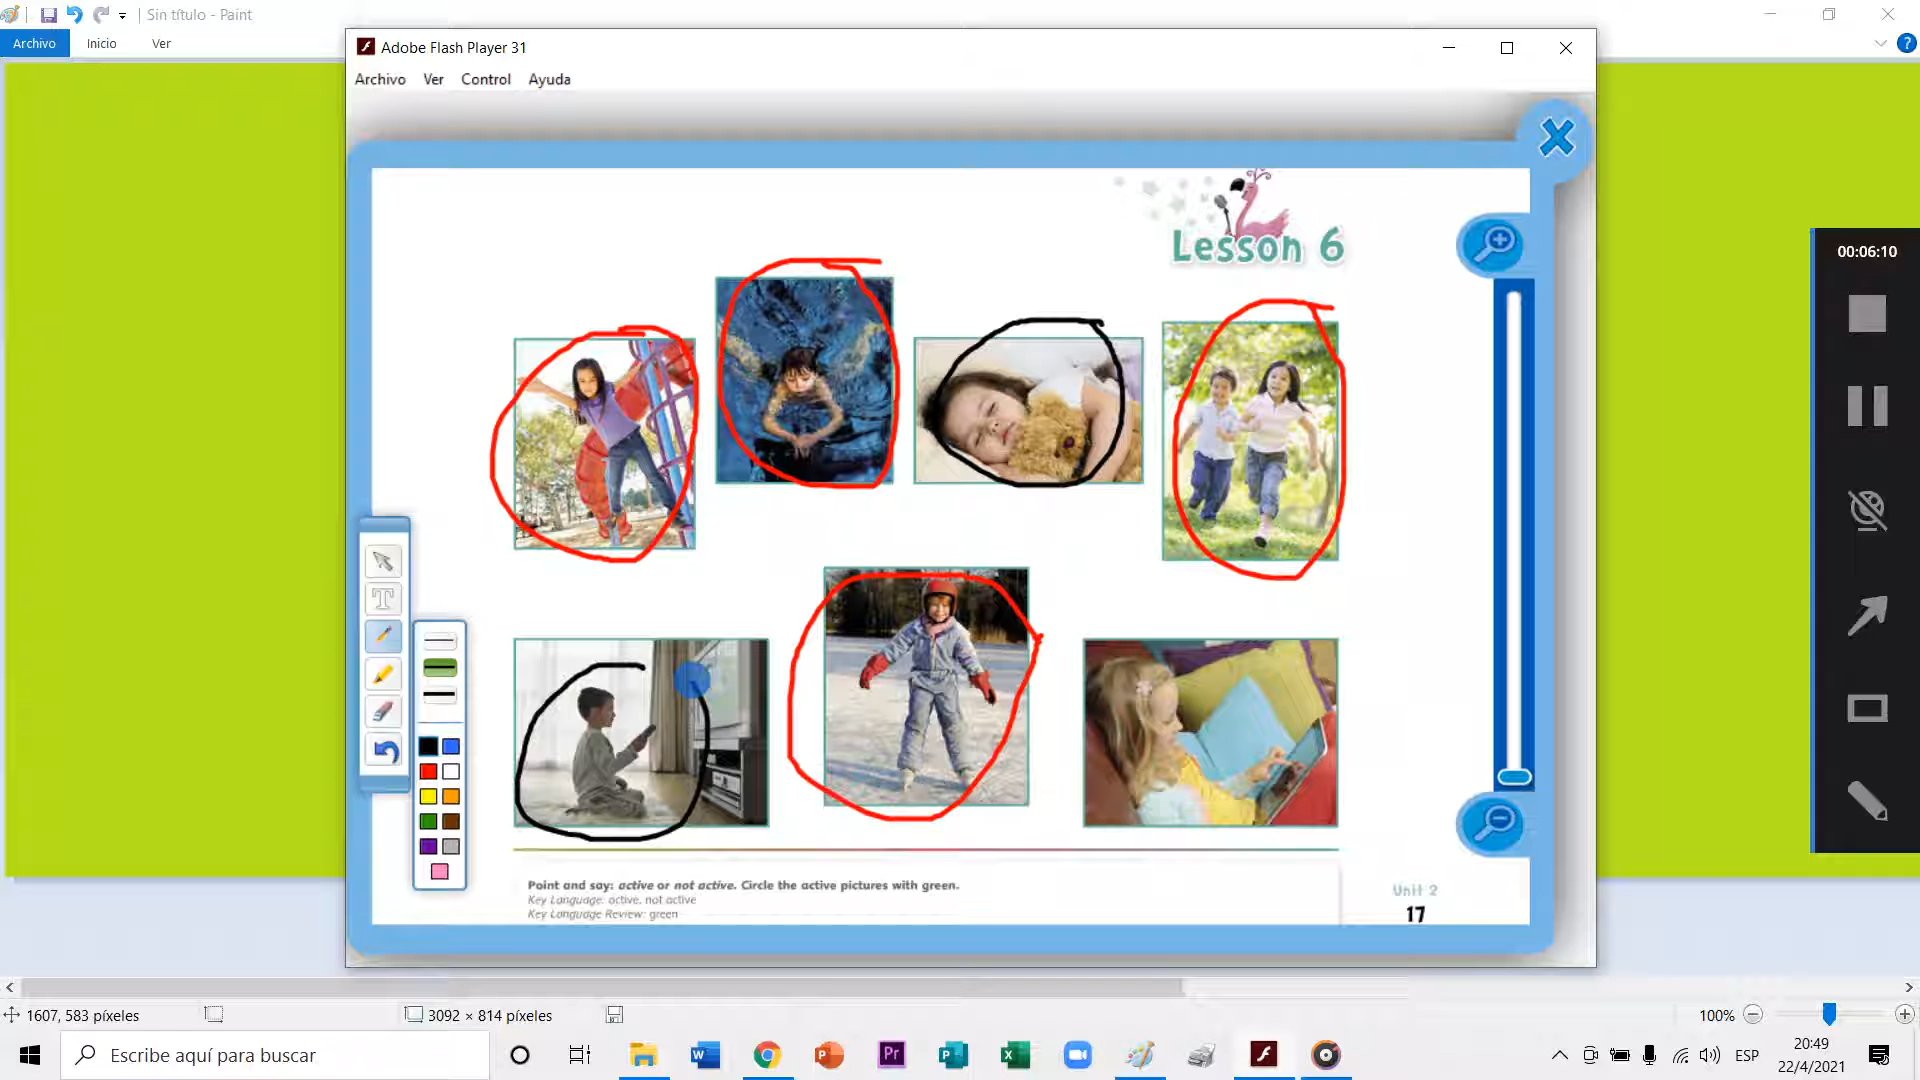 Sin título - Paint
Archivo Inicio Ver
Adobe Flash Player 31
Archivo Ver Control Ayuda
Lesson 6
00:06:10
T
Point and say: active or not active. Circle the active pictures with green.
Key Language: active, not active
Key Language Review: green
Unit 2
17
1607, 583 píxeles
3092 × 814 píxeles
100%
Escribe aquí para buscar
ESP
20:49
22/4/2021